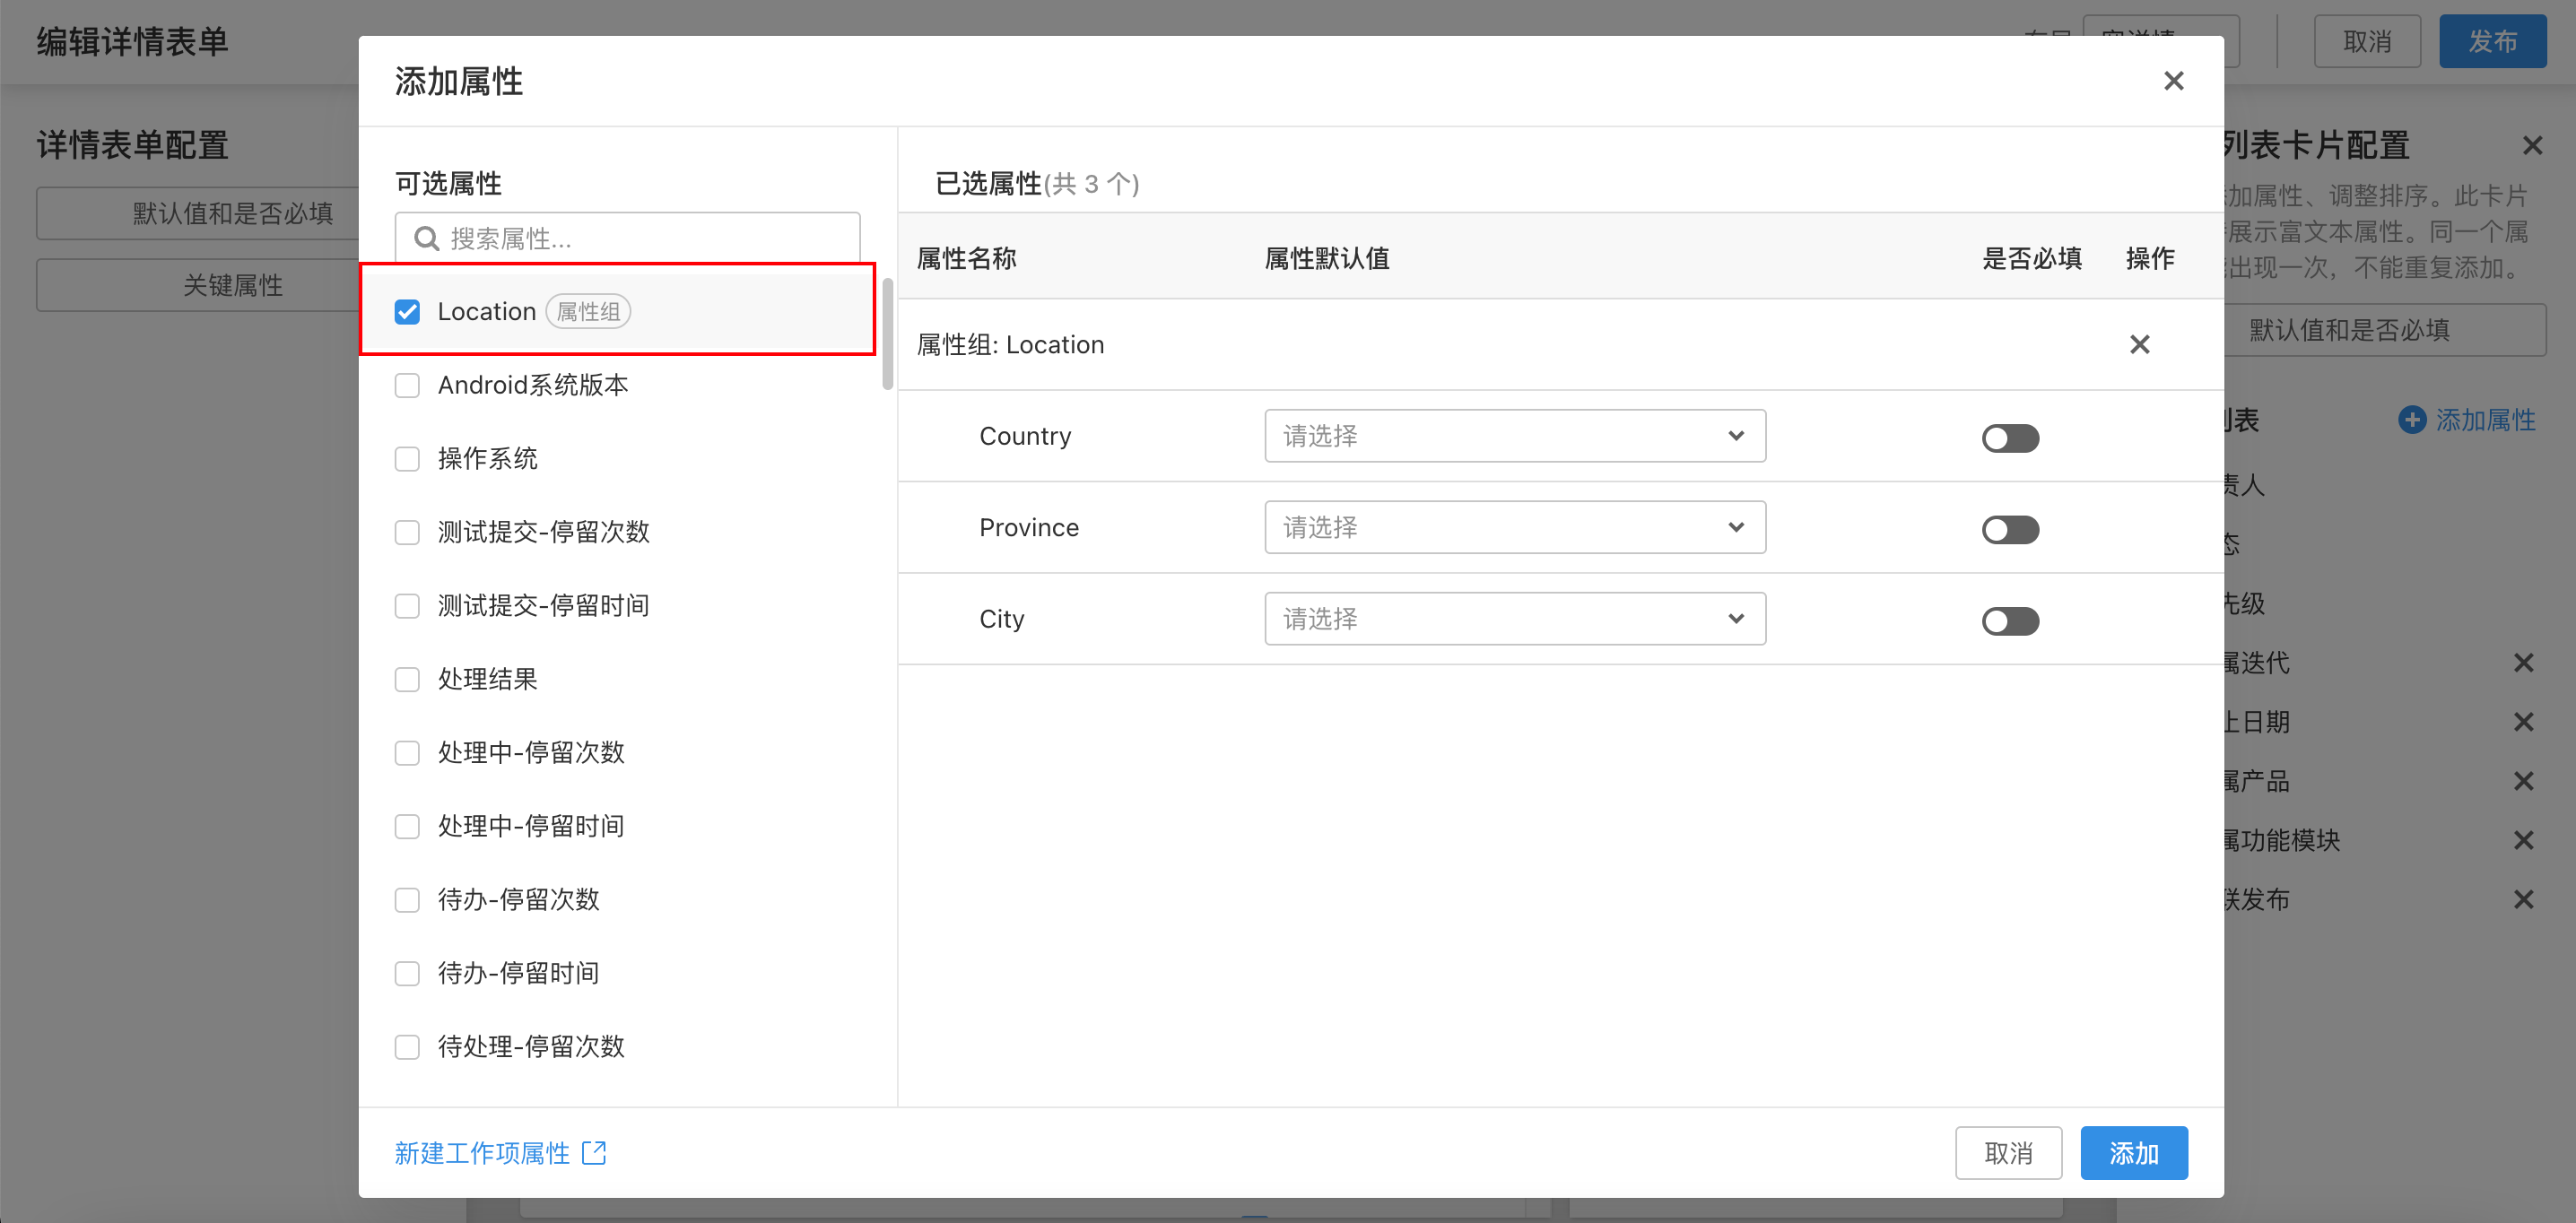 编辑详情表单
取消
发布
添加属性
详情表单配置
列表卡片配置
可选属性
已选属性(共 3 个)
默认值和是否必填
搜索属性...
加属性、调整排序。此卡片
展示富文本属性。同一个属
出现一次，不能重复添加。
属性名称
属性默认值
是否必填
操作
关键属性
Location
属性组
属性组: Location
默认值和是否必填
Android系统版本
Country
请选择
表
添加属性
操作系统
责人
测试提交-停留次数
Province
请选择
态
测试提交-停留时间
City
请选择
先级
处理结果
属迭代
处理中-停留次数
止日期
属产品
处理中-停留时间
属功能模块
待办-停留次数
联发布
待办-停留时间
待处理-停留次数
新建工作项属性
取消
添加